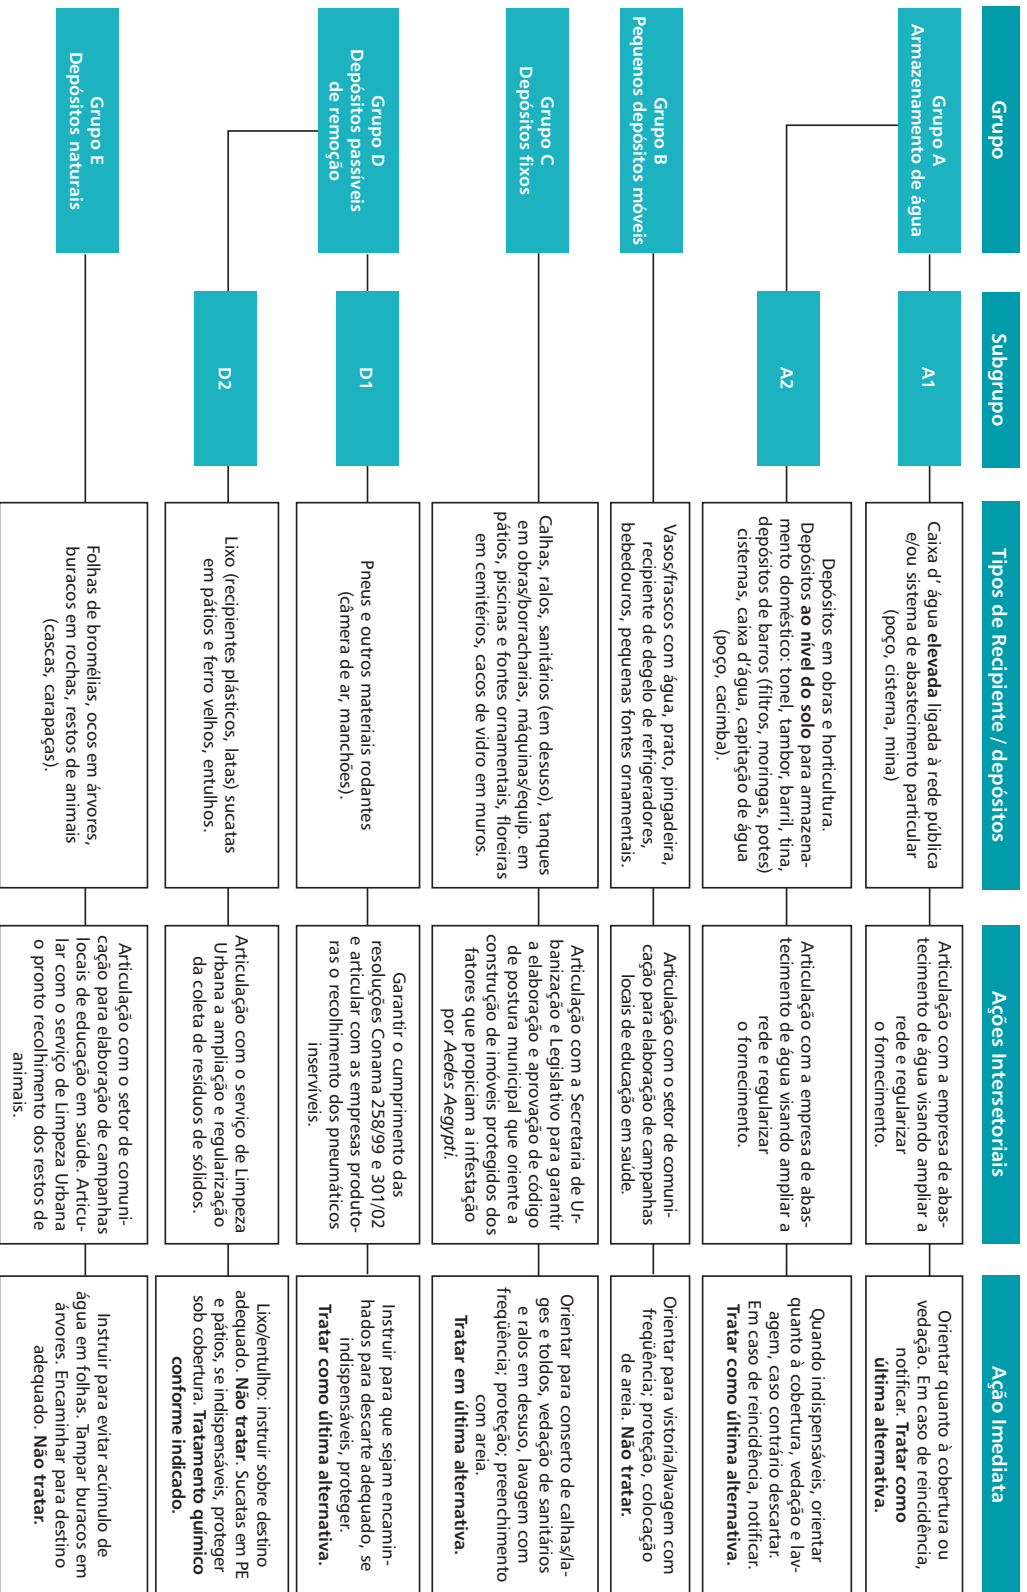 Grupo
Subgrupo
Tipos de Recipiente / depósitos
Ações Intersetoriais
Ação Imediata
Grupo A
Armazenamento de água
A1
Caixa d' água elevada ligada à rede pública
e/ou sistema de abastecimento particular
(poço, cisterna, mina)
Articulação com a empresa de abas-
tecimento de água visando ampliar a
rede e regularizar
o fornecimento.
Orientar quanto à cobertura ou
vedação. Em caso de reincidência,
notificar. Tratar como
última alternativa.
A2
Depósitos em obras e horticultura.
Depósitos ao nível do solo para armazena-
mento doméstico: tonel, tambor, barril, tina,
depósitos de barros (filtros, moringas, potes)
cisternas, caixa d'água, capitação de água
(poço, cacimba).
Articulação com a empresa de abas-
tecimento de água visando ampliar a
rede e regularizar
o fornecimento.
Quando indispensáveis, orientar
quanto à cobertura, vedação e lav-
agem, caso contrário descartar.
Em caso de reincidência, notificar.
Tratar como última alternativa.
Grupo B
Pequenos depósitos móveis
Vasos/frascos com água, prato, pingadeira,
recipiente de degelo de refrigeradores,
bebedouros, pequenas fontes ornamentais.
Articulação com o setor de comuni-
cação para elaboração de campanhas
locais de educação em saúde.
Orientar para vistoria/lavagem com
freqüência; proteção, colocação
de areia. Não tratar.
Grupo C
Depósitos fixos
Calhas, ralos, sanitários (em desuso), tanques
em obras/borracharias, máquinas/equip. em
pátios, piscinas e fontes ornamentais, floreiras
em cemitérios, cacos de vidro em muros.
Articulação com a Secretaria de Ur-
banização e Legislativo para garantir
a elaboração e aprovação de código
de postura municipal que oriente a
construção de imóveis protegidos dos
fatores que propiciam a infestação
por Aedes Aegypti.
Orientar para conserto de calhas/la-
ges e toldos, vedação de sanitários
e ralos em desuso, lavagem com
freqüência; proteção; preenchimento
com areia.
Tratar em última alternativa.
Grupo D
Depósitos passíveis
de remoção
D1
Pneus e outros materiais rodantes
(câmera de ar, manchões).
Garantir o cumprimento das
resoluções Conama 258/99 e 301/02
e articular com as empresas produto-
ras o recolhimento dos pneumáticos
inservíveis.
Instruir para que sejam encamin-
hados para descarte adequado, se
indispensáveis, proteger.
Tratar como última alternativa.
D2
Lixo (recipientes plásticos, latas) sucatas
em pátios e ferro velhos, entulhos.
Articulação com o serviço de Limpeza
Urbana a ampliação e regularização
da coleta de resíduos de sólidos.
Lixo/entulho: instruir sobre destino
adequado. Não tratar. Sucatas em PE
e pátios, se indispensáveis, proteger
sob cobertura. Tratamento químico
conforme indicado.
Grupo E
Depósitos naturais
Folhas de bromélias, ocos em árvores,
buracos em rochas, restos de animais
(cascas, carapaças).
Articulação com o setor de comuni-
cação para elaboração de campanhas
locais de educação em saúde. Articu-
lar com o serviço de Limpeza Urbana
o pronto recolhimento dos restos de
animais.
Instruir para evitar acúmulo de
água em folhas. Tampar buracos em
árvores. Encaminhar para destino
adequado. Não tratar.